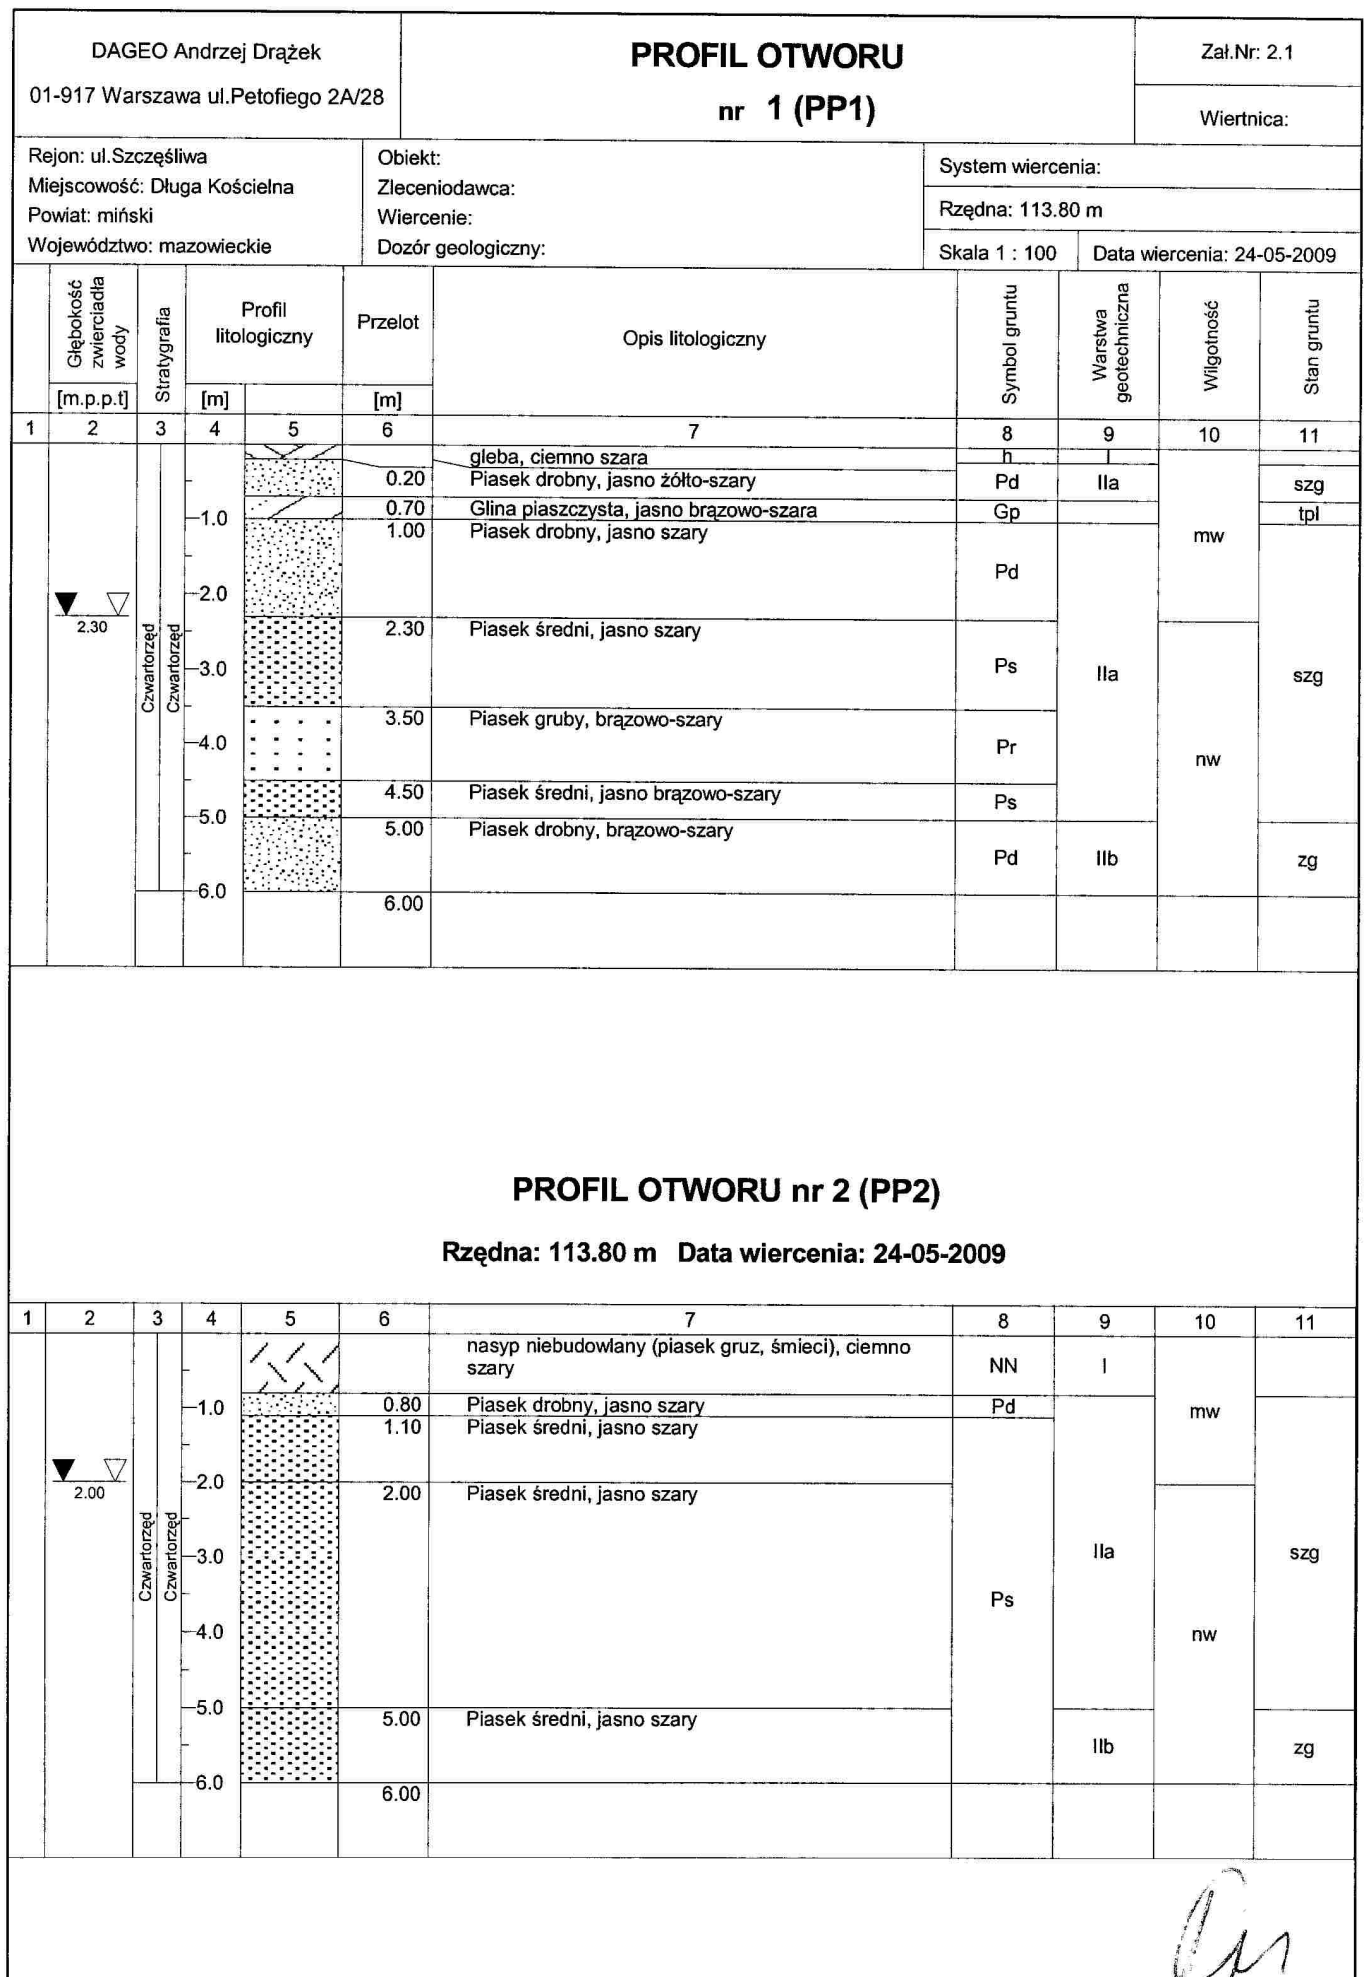 DAGEO Andrzej Drążek
01-917 Warszawa ul.Petofiego 2A/28
PROFIL OTWORU
nr 1 (PP1)
Zał.Nr: 2.1
Wiertnica:
Rejon: ul.Szczęśliwa
Miejscowość: Długa Kościelna
Powiat: miński
Województwo: mazowieckie
Obiekt:
Zleceniodawca:
Wiercenie:
Dozór geologiczny:
System wiercenia:
Rzędna: 113.80 m
Skala 1 : 100 Data wiercenia: 24-05-2009
Głębokość zwierciadła wody
[m.p.p.t]
Stratygrafia
Profil litologiczny
[m]
Przelot
[m]
Opis litologiczny
Symbol gruntu
Warstwa geotechniczna
Wilgotność
Stan gruntu
1 2 3 4 5 6 7 8 9 10 11
gleba, ciemno szara h I
0.20 Piasek drobny, jasno żółto-szary Pd IIa szg
0.70 Glina piaszczysta, jasno brązowo-szara Gp tpl
1.0
1.00 Piasek drobny, jasno szary
mw
Pd
2.0
2.30
2.30 Piasek średni, jasno szary
Czwartorzęd
Czwartorzęd
3.0
Ps IIa szg
3.50 Piasek gruby, brązowo-szary
4.0
Pr
nw
4.50 Piasek średni, jasno brązowo-szary Ps
5.0
5.00 Piasek drobny, brązowo-szary
Pd IIb zg
6.0
6.00
PROFIL OTWORU nr 2 (PP2)
Rzędna: 113.80 m Data wiercenia: 24-05-2009
1 2 3 4 5 6 7 8 9 10 11
nasyp niebudowlany (piasek gruz, śmieci), ciemno
szary
NN I
1.0 0.80 Piasek drobny, jasno szary Pd
mw
1.10 Piasek średni, jasno szary
2.0
2.00
2.00 Piasek średni, jasno szary
Czwartorzęd
Czwartorzęd
3.0
IIa szg
Ps
4.0
nw
5.0
5.00 Piasek średni, jasno szary
IIb zg
6.0
6.00